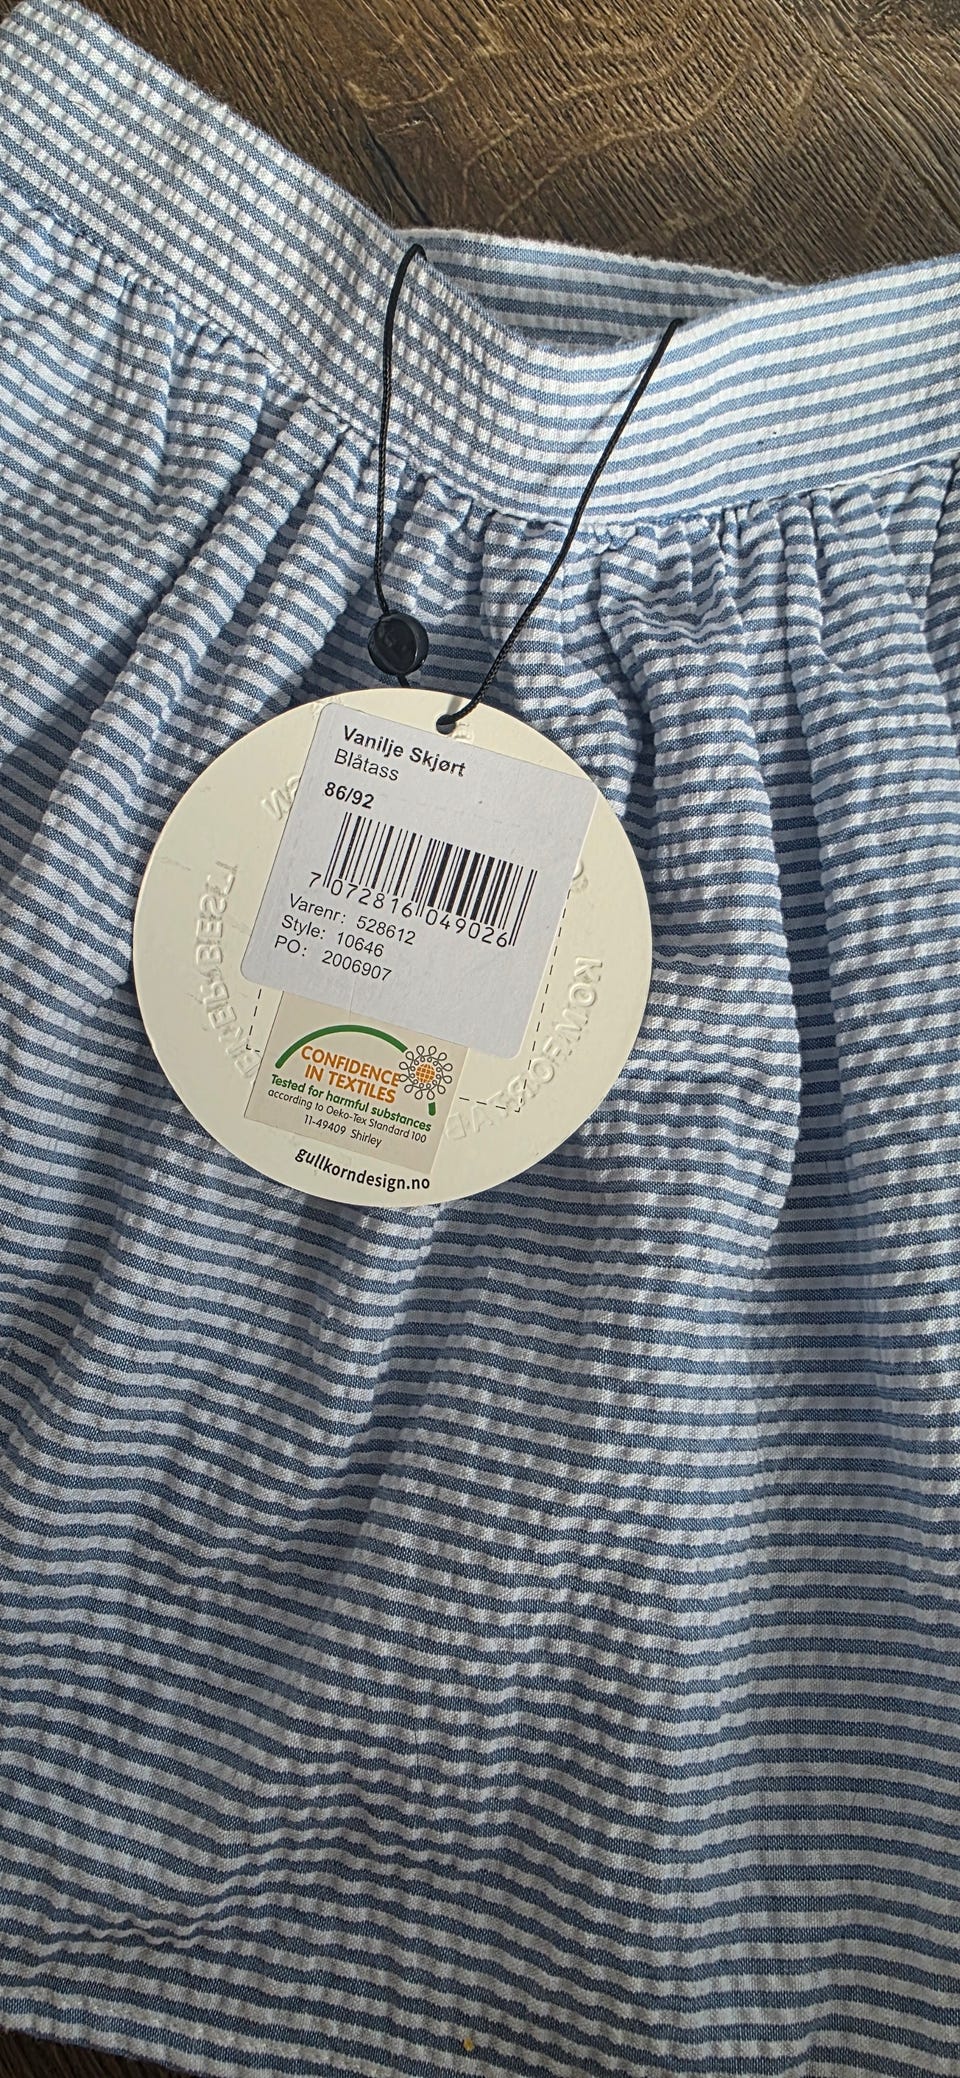 Vanilje Skjørt
Blåtass
86/92
7 072816 049026
Varenr: 528612
Style: 10646
PO: 2006907
CONFIDENCE
IN TEXTILES
Tested for harmful substances
according to Oeko-Tex Standard 100
11-49409 Shirley
gullkorndesign.no